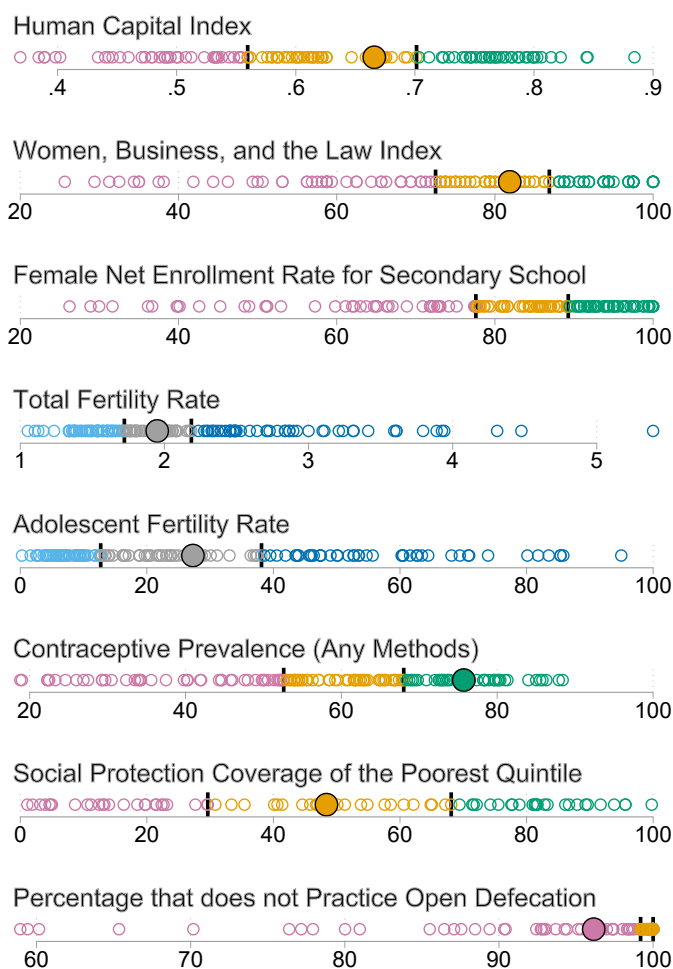 Human Capital Index
.4 .5 .6 .7 .8 .9
Women, Business, and the Law Index
20 40 60 80 100
Female Net Enrollment Rate for Secondary School
20 40 60 80 100
Total Fertility Rate
1 2 3 4 5
Adolescent Fertility Rate
0 20 40 60 80 100
Contraceptive Prevalence (Any Methods)
20 40 60 80 100
Social Protection Coverage of the Poorest Quintile
0 20 40 60 80 100
Percentage that does not Practice Open Defecation
60 70 80 90 100